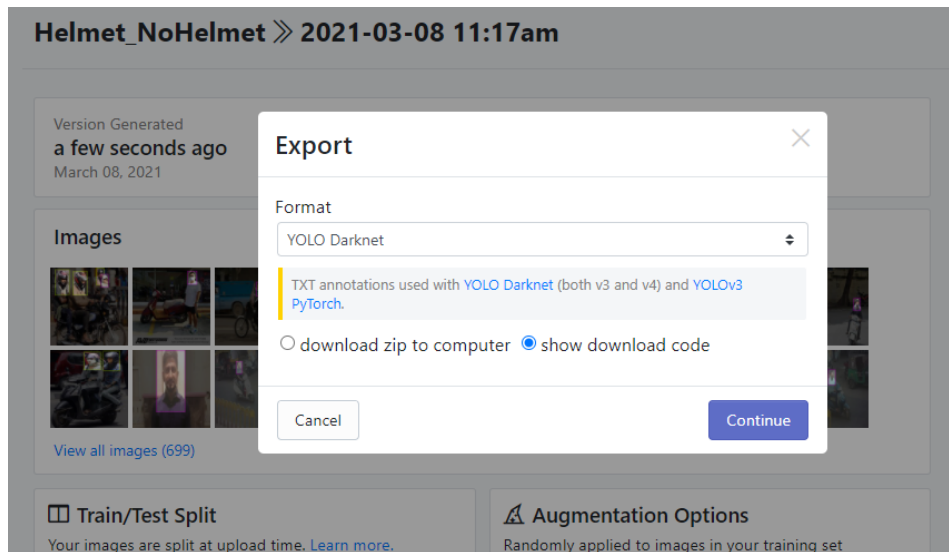 Helmet_NoHelmet >> 2021-03-08 11:17am
Version Generated
a few seconds ago
March 08, 2021
Images
View all images (699)
Export
Format
YOLO Darknet
TXT annotations used with YOLO Darknet (both v3 and v4) and YOLOv3
PyTorch.
download zip to computer
show download code
Cancel
Continue
Train/Test Split
Your images are split at upload time. Learn more.
Augmentation Options
Randomly applied to images in your training set